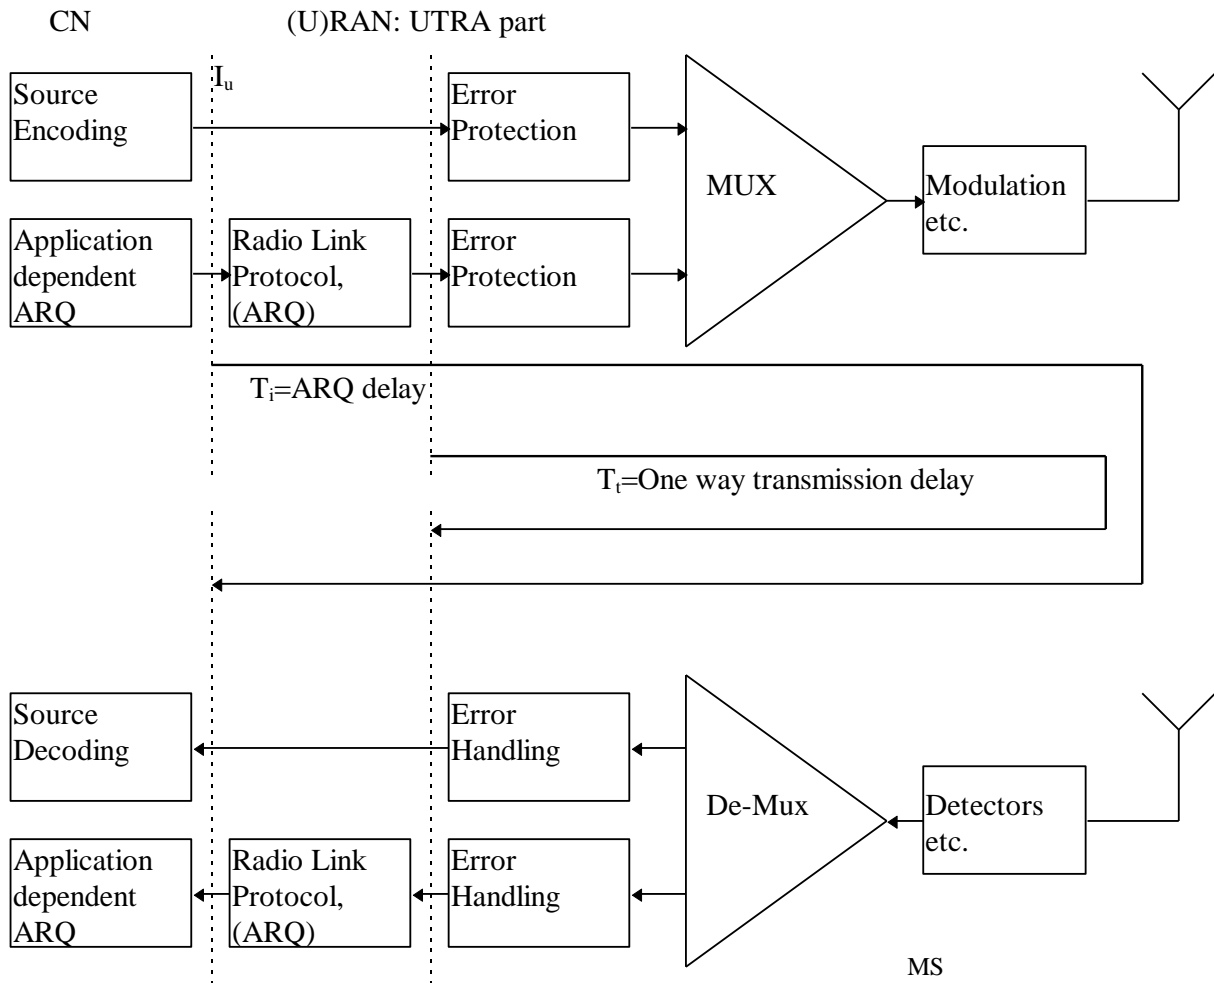 CN
(U)RAN: UTRA part
Iu
Source
Encoding
Error
Protection
MUX
Modulation
etc.
Application
dependent
ARQ
Radio Link
Protocol,
(ARQ)
Error
Protection
Ti=ARQ delay
Tt=One way transmission delay
Source
Decoding
Error
Handling
De-Mux
Detectors
etc.
Application
dependent
ARQ
Radio Link
Protocol,
(ARQ)
Error
Handling
MS